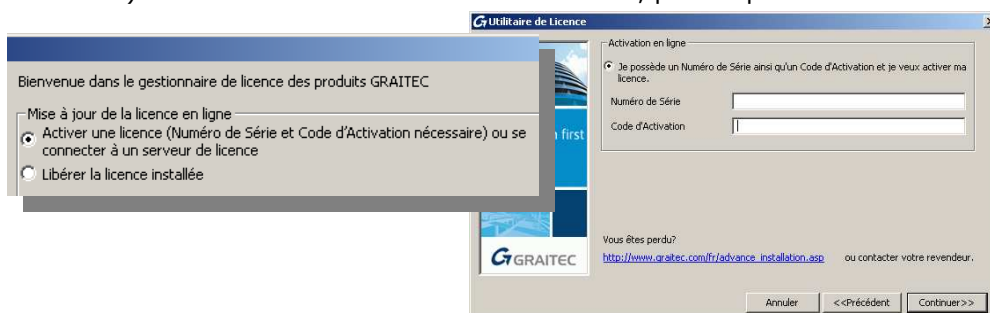 Bienvenue dans le gestionnaire de licence des produits GRAITEC
Mise à jour de la licence en ligne
Activer une licence (Numéro de Série et Code d'Activation nécessaire) ou se
connecter à un serveur de licence
Libérer la licence installée
Utilitaire de Licence
Activation en ligne
Je possède un Numéro de Série ainsi qu'un Code d'Activation et je veux activer ma
licence.
Numéro de Série
Code d'Activation
first
Vous êtes perdu?
http://www.graitec.com/fr/advance_installation.asp ou contacter votre revendeur.
GRAITEC
Annuler <<Précédent Continuer>>